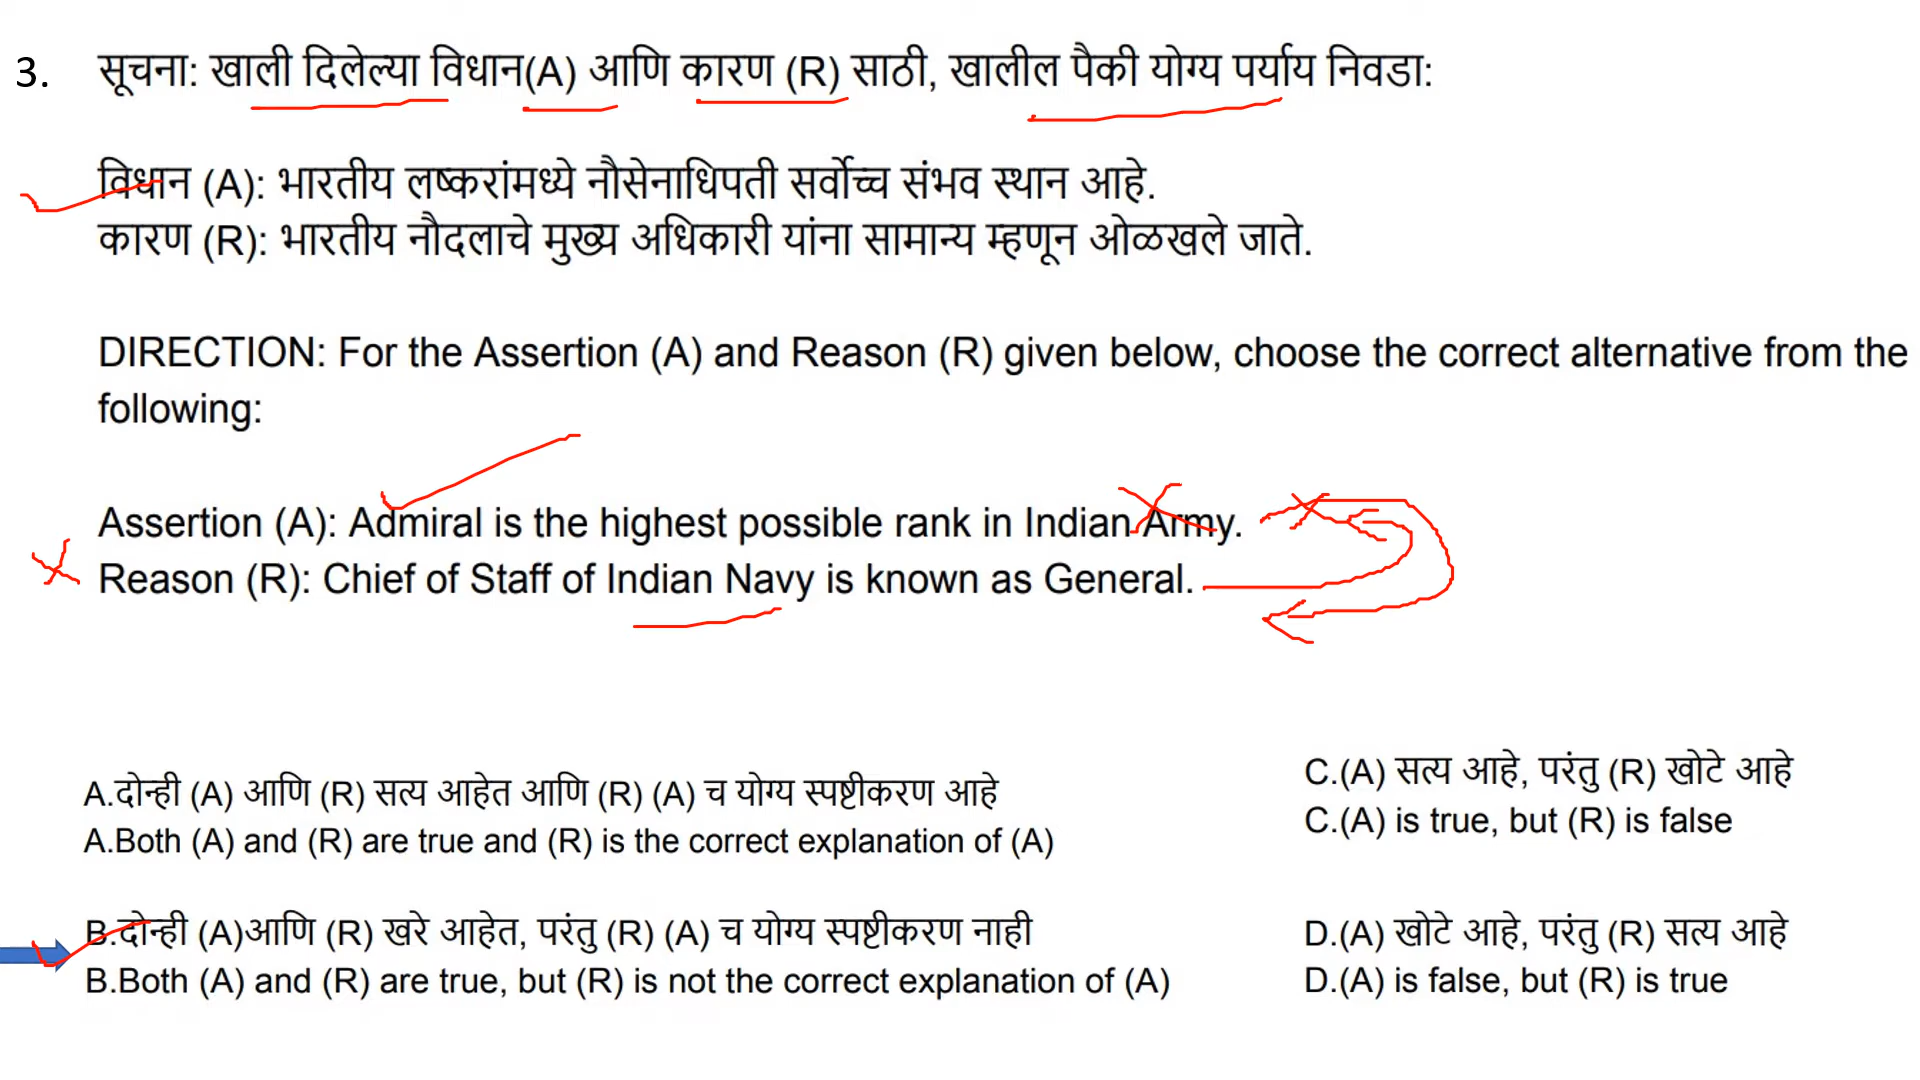 3. सूचना: खाली दिलेल्या विधान(A) आणि कारण (R) साठी, खालील पैकी योग्य पर्याय निवडा:
विधान (A): भारतीय लष्करांमध्ये नौसेनाधिपती सर्वोच्च संभव स्थान आहे.
कारण (R): भारतीय नौदलाचे मुख्य अधिकारी यांना सामान्य म्हणून ओळखले जाते.
DIRECTION: For the Assertion (A) and Reason (R) given below, choose the correct alternative from the
following:
Assertion (A): Admiral is the highest possible rank in Indian Army.
Reason (R): Chief of Staff of Indian Navy is known as General.
A.दोन्ही (A) आणि (R) सत्य आहेत आणि (R) (A) च योग्य स्पष्टीकरण आहे
A.Both (A) and (R) are true and (R) is the correct explanation of (A)
B.दोन्ही (A)आणि (R) खरे आहेत, परंतु (R) (A) च योग्य स्पष्टीकरण नाही
B.Both (A) and (R) are true, but (R) is not the correct explanation of (A)
C.(A) सत्य आहे, परंतु (R) खोटे आहे
C.(A) is true, but (R) is false
D.(A) खोटे आहे, परंतु (R) सत्य आहे
D.(A) is false, but (R) is true